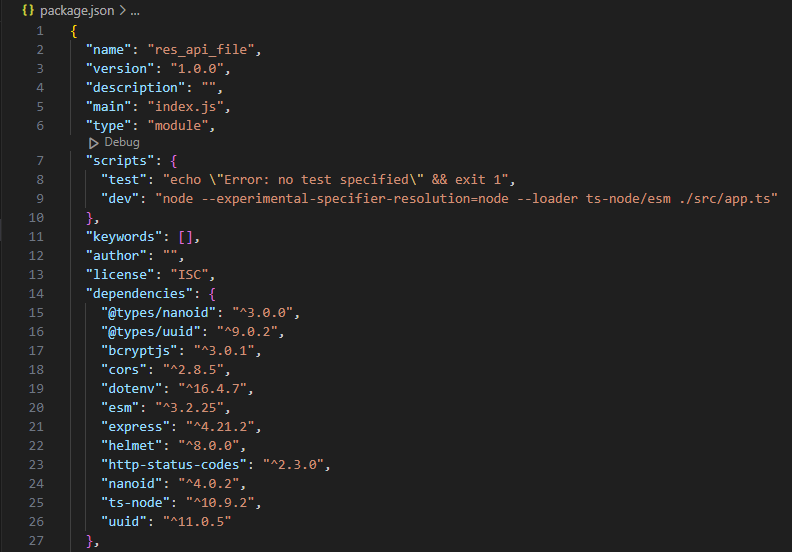 package.json > ...
1 {
2 "name": "res_api_file",
3 "version": "1.0.0",
4 "description": "",
5 "main": "index.js",
6 "type": "module",
Debug
7 "scripts": {
8 "test": "echo \"Error: no test specified\" && exit 1",
9 "dev": "node --experimental-specifier-resolution=node --loader ts-node/esm ./src/app.ts"
10 },
11 "keywords": [],
12 "author": "",
13 "license": "ISC",
14 "dependencies": {
15 "@types/nanoid": "^3.0.0",
16 "@types/uuid": "^9.0.2",
17 "bcryptjs": "^3.0.1",
18 "cors": "^2.8.5",
19 "dotenv": "^16.4.7",
20 "esm": "^3.2.25",
21 "express": "^4.21.2",
22 "helmet": "^8.0.0",
23 "http-status-codes": "^2.3.0",
24 "nanoid": "^4.0.2",
25 "ts-node": "^10.9.2",
26 "uuid": "^11.0.5"
27 },